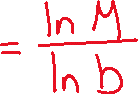 = ln M
ln b